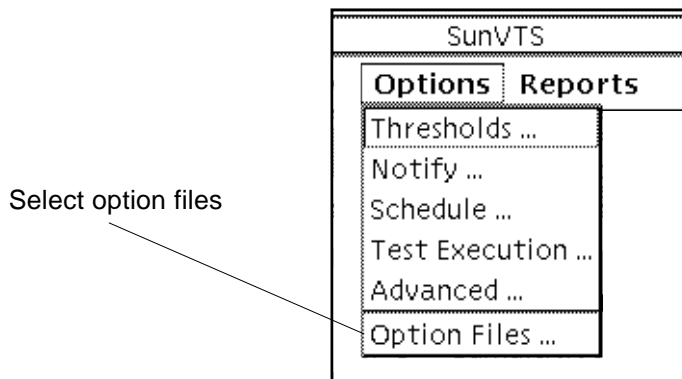 SunVTS
Options Reports
Thresholds ...
Notify ...
Schedule ...
Select option files
Test Execution ...
Advanced ...
Option Files ...